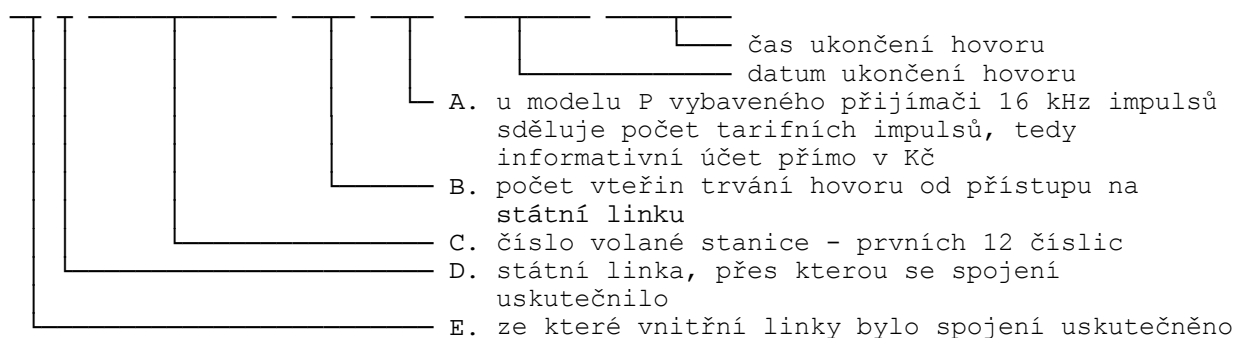 čas ukončení hovoru
datum ukončení hovoru
A. u modelu P vybaveného přijímači 16 kHz impulsů
sděluje počet tarifních impulsů, tedy
informativní účet přímo v Kč
B. počet vteřin trvání hovoru od přístupu na
státní linku
C. číslo volané stanice - prvních 12 číslic
D. státní linka, přes kterou se spojení
uskutečnilo
E. ze které vnitřní linky bylo spojení uskutečněno